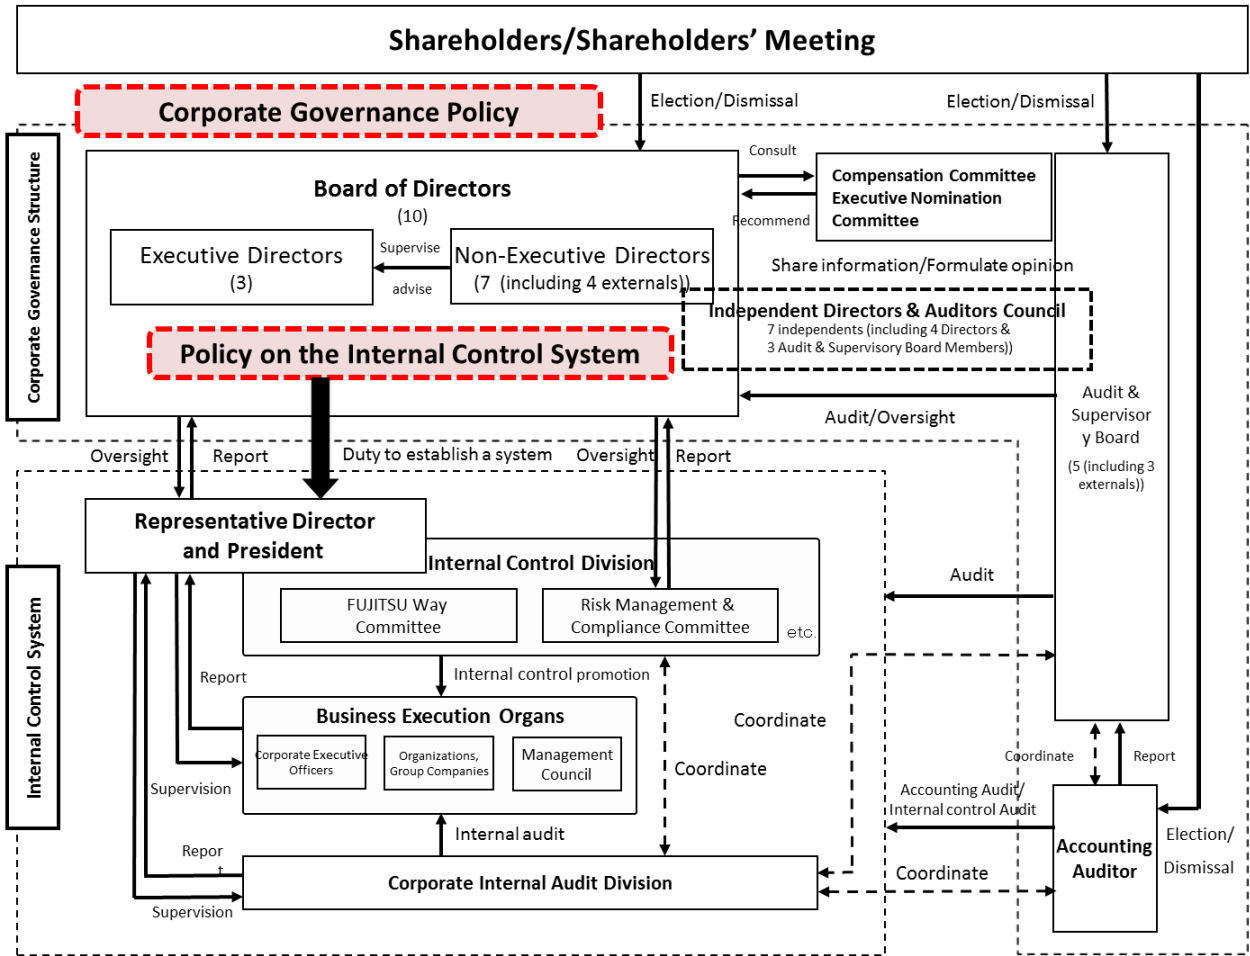 Shareholders/Shareholders’ Meeting
Corporate Governance Policy
Election/Dismissal
Election/Dismissal
Corporate Governance Structure
Board of Directors
(10)
Consult
Recommend
Compensation Committee
Executive Nomination
Committee
Executive Directors
(3)
Supervise
advise
Non-Executive Directors
(7 (including 4 externals))
Share information/Formulate opinion
Independent Directors & Auditors Council
7 independents (including 4 Directors &
3 Audit & Supervisory Board Members))
Policy on the Internal Control System
Audit &
Supervisor
y Board
(5 (including 3
externals))
Audit/Oversight
Oversight
Report
Duty to establish a system
Oversight
Report
Representative Director
and President
Internal Control System
Internal Control Division
FUJITSU Way
Committee
Risk Management &
Compliance Committee
etc.
Audit
Report
Internal control promotion
Business Execution Organs
Corporate Executive
Officers
Organizations,
Group Companies
Management
Council
Supervision
Coordinate
Coordinate
Coordinate
Report
Accounting Audit/
Internal control Audit
Internal audit
Repor
t
Corporate Internal Audit Division
Supervision
Coordinate
Accounting
Auditor
Election/
Dismissal